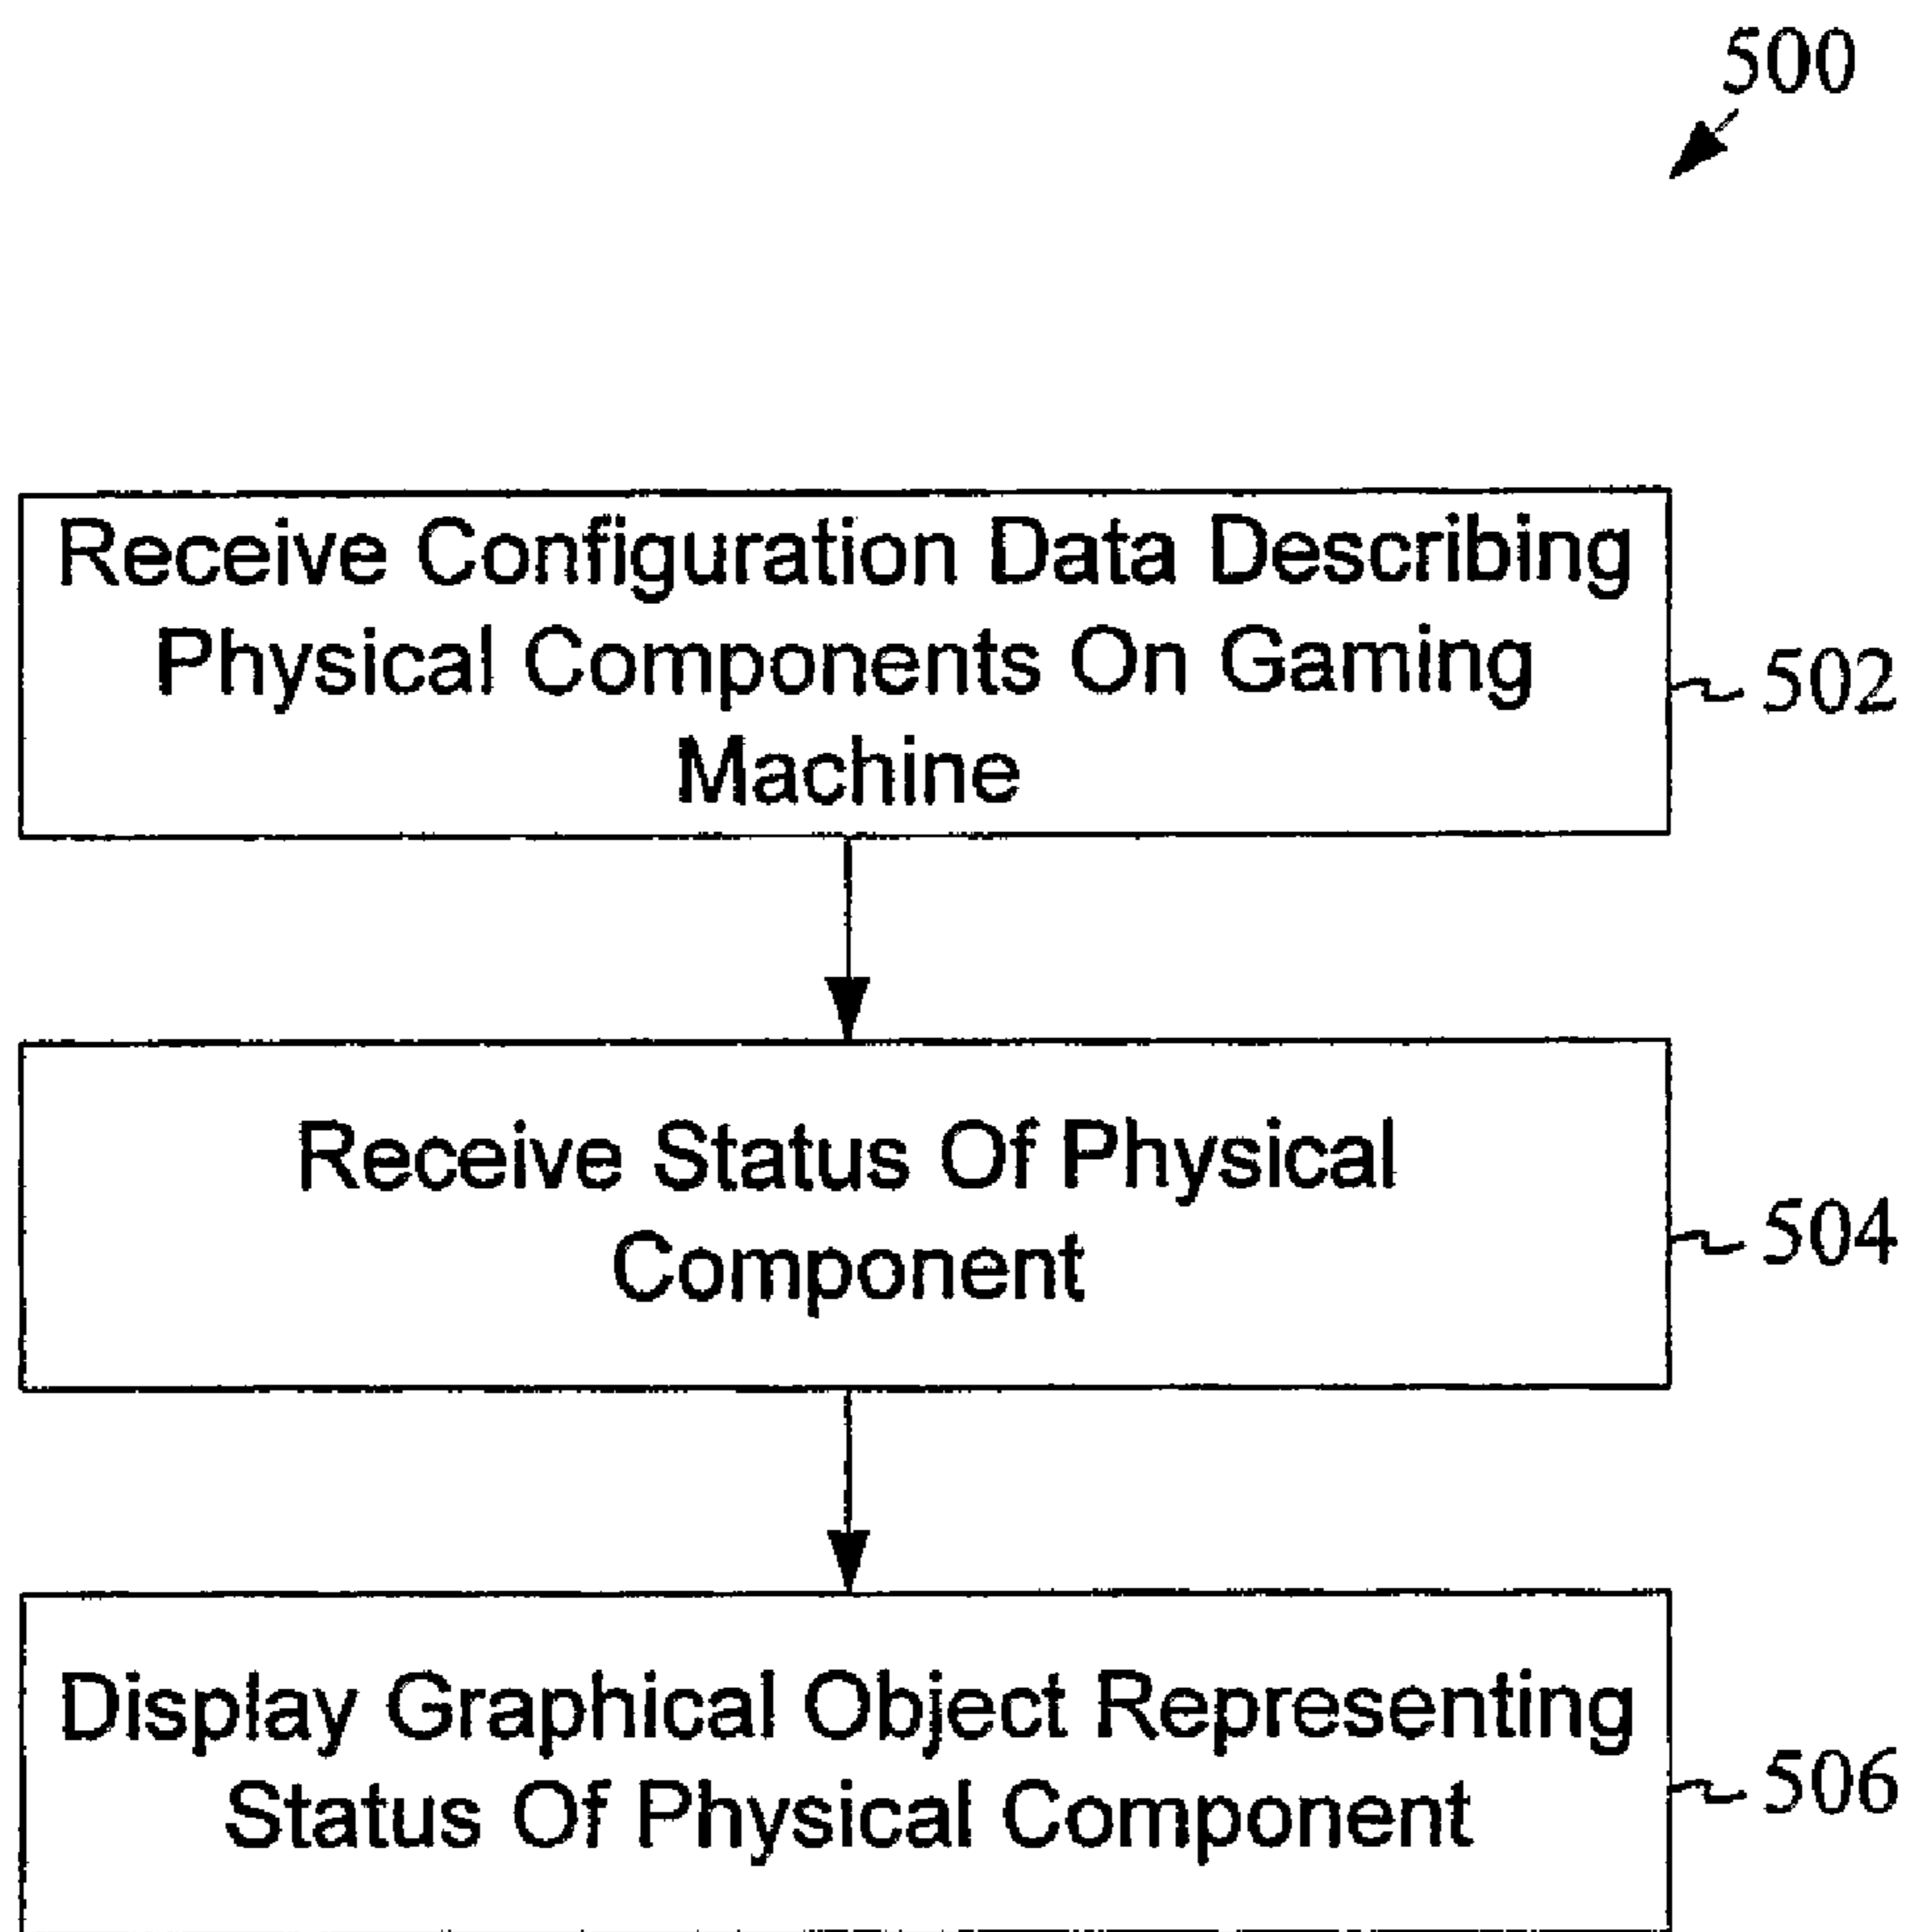 500
Receive Configuration Data Describing
Physical Components On Gaming
Machine
502
Receive Status Of Physical
Component
504
Display Graphical Object Representing
Status Of Physical Component
506